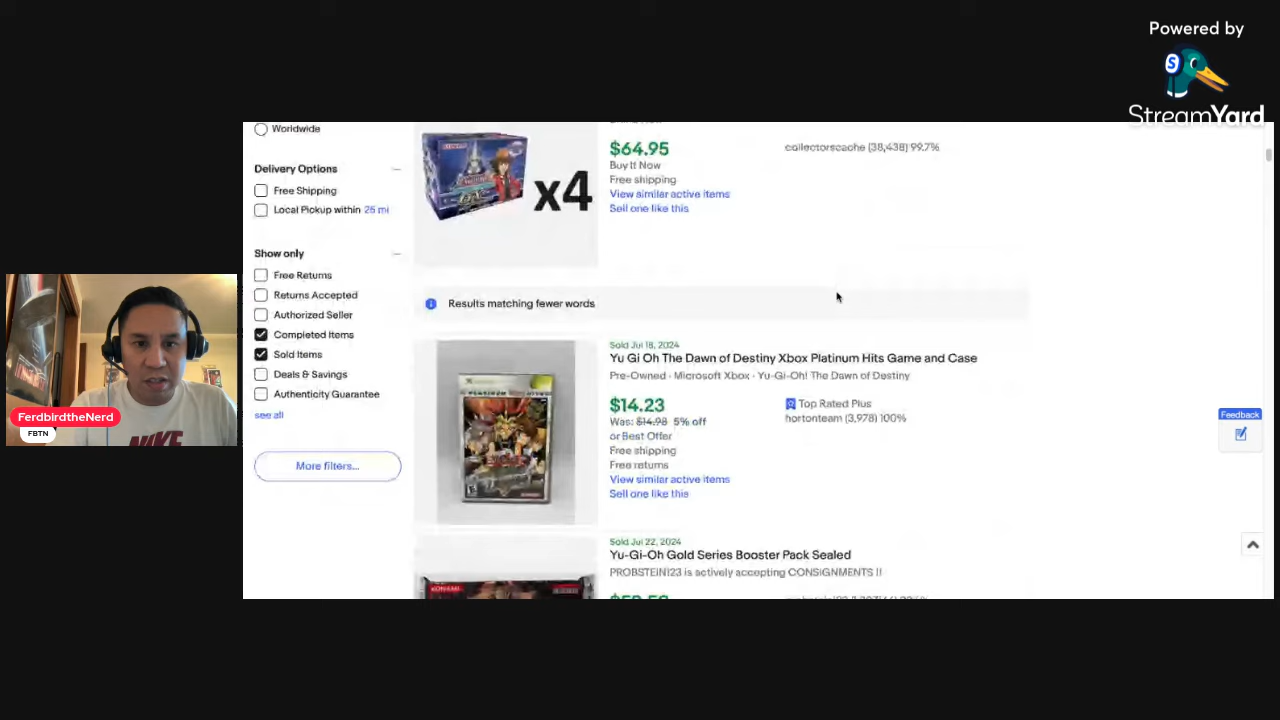 Powered by
StreamYard
Worldwide
Delivery Options
Free Shipping
Local Pickup within 25 mi
Show only
Free Returns
Returns Accepted
Authorized Seller
Completed Items
Sold Items
Deals & Savings
Authenticity Guarantee
see all
More filters...
x4
$64.95
collectorscache (38,438) 99.7%
Buy It Now
Free shipping
View similar active items
Sell one like this
Results matching fewer words
Sold Jul 18, 2024
Yu Gi Oh The Dawn of Destiny Xbox Platinum Hits Game and Case
Pre-Owned · Microsoft Xbox · Yu-Gi-Oh! The Dawn of Destiny
$14.23
Top Rated Plus
Was: $14.98 5% off
hortonteam (3,978) 100%
or Best Offer
Free shipping
Free returns
View similar active items
Sell one like this
Sold Jul 22, 2024
Yu-Gi-Oh Gold Series Booster Pack Sealed
PROBSTEIN123 is actively accepting CONSIGNMENTS !!
KONAMI
Feedback
FerdbirdtheNerd
FBTN
NIKE